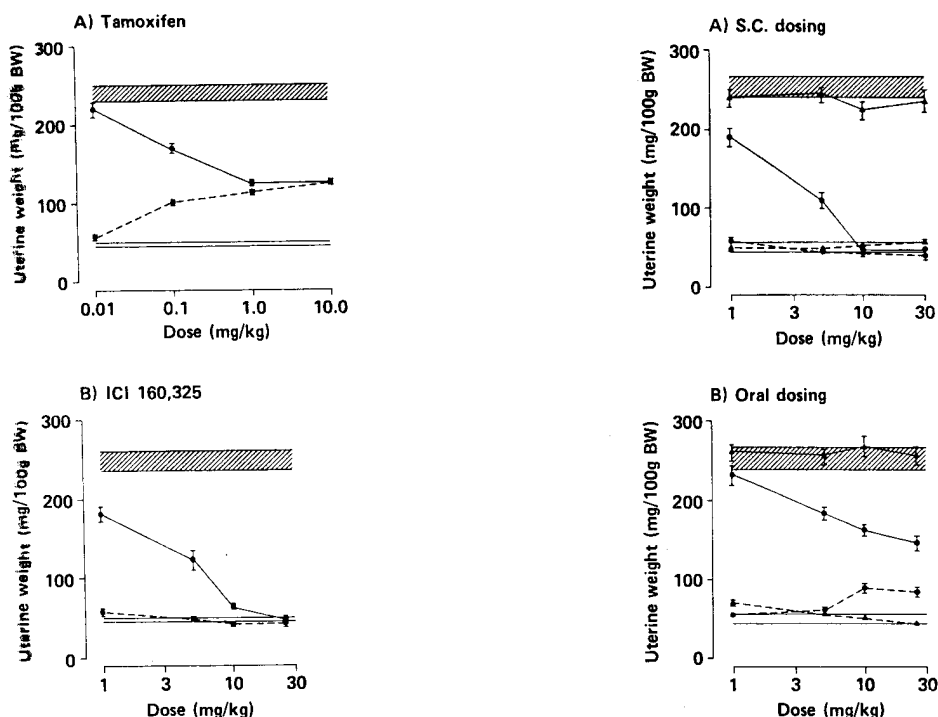 A) Tamoxifen
Uterine weight (mg/100g BW)
300
200
100
0
0.01 0.1 1.0 10.0
Dose (mg/kg)
B) ICI 160,325
Uterine weight (mg/100g BW)
300
200
100
0
1 3 10 30
Dose (mg/kg)
A) S.C. dosing
Uterine weight (mg/100g BW)
300
200
100
0
1 3 10 30
Dose (mg/kg)
B) Oral dosing
Uterine weight (mg/100g BW)
300
200
100
0
1 3 10 30
Dose (mg/kg)